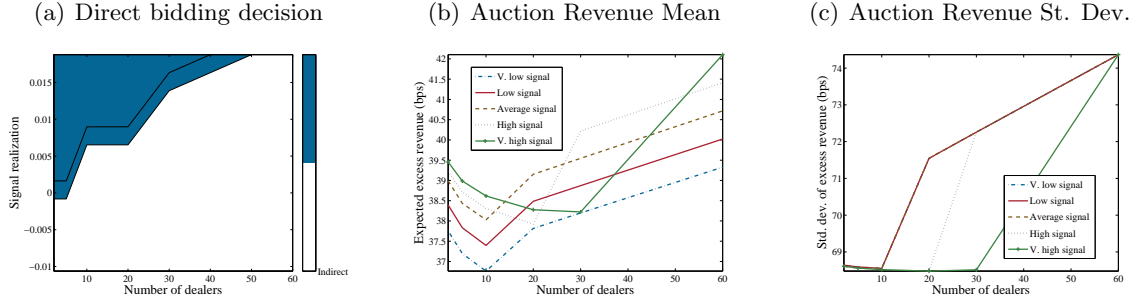 (a) Direct bidding decision
Signal realization
0.015
0.01
0.005
0
−0.005
−0.01
10
20
30
40
50
60
Number of dealers
Indirect
(b) Auction Revenue Mean
Expected excess revenue (bps)
42
41.5
41
40.5
40
39.5
39
38.5
38
37.5
37
V. low signal
Low signal
Average signal
High signal
V. high signal
10
20
30
40
50
60
Number of dealers
(c) Auction Revenue St. Dev.
Std. dev. of excess revenue (bps)
74
73
72
71
70
69
V. low signal
Low signal
Average signal
High signal
V. high signal
10
20
30
40
50
60
Number of dealers